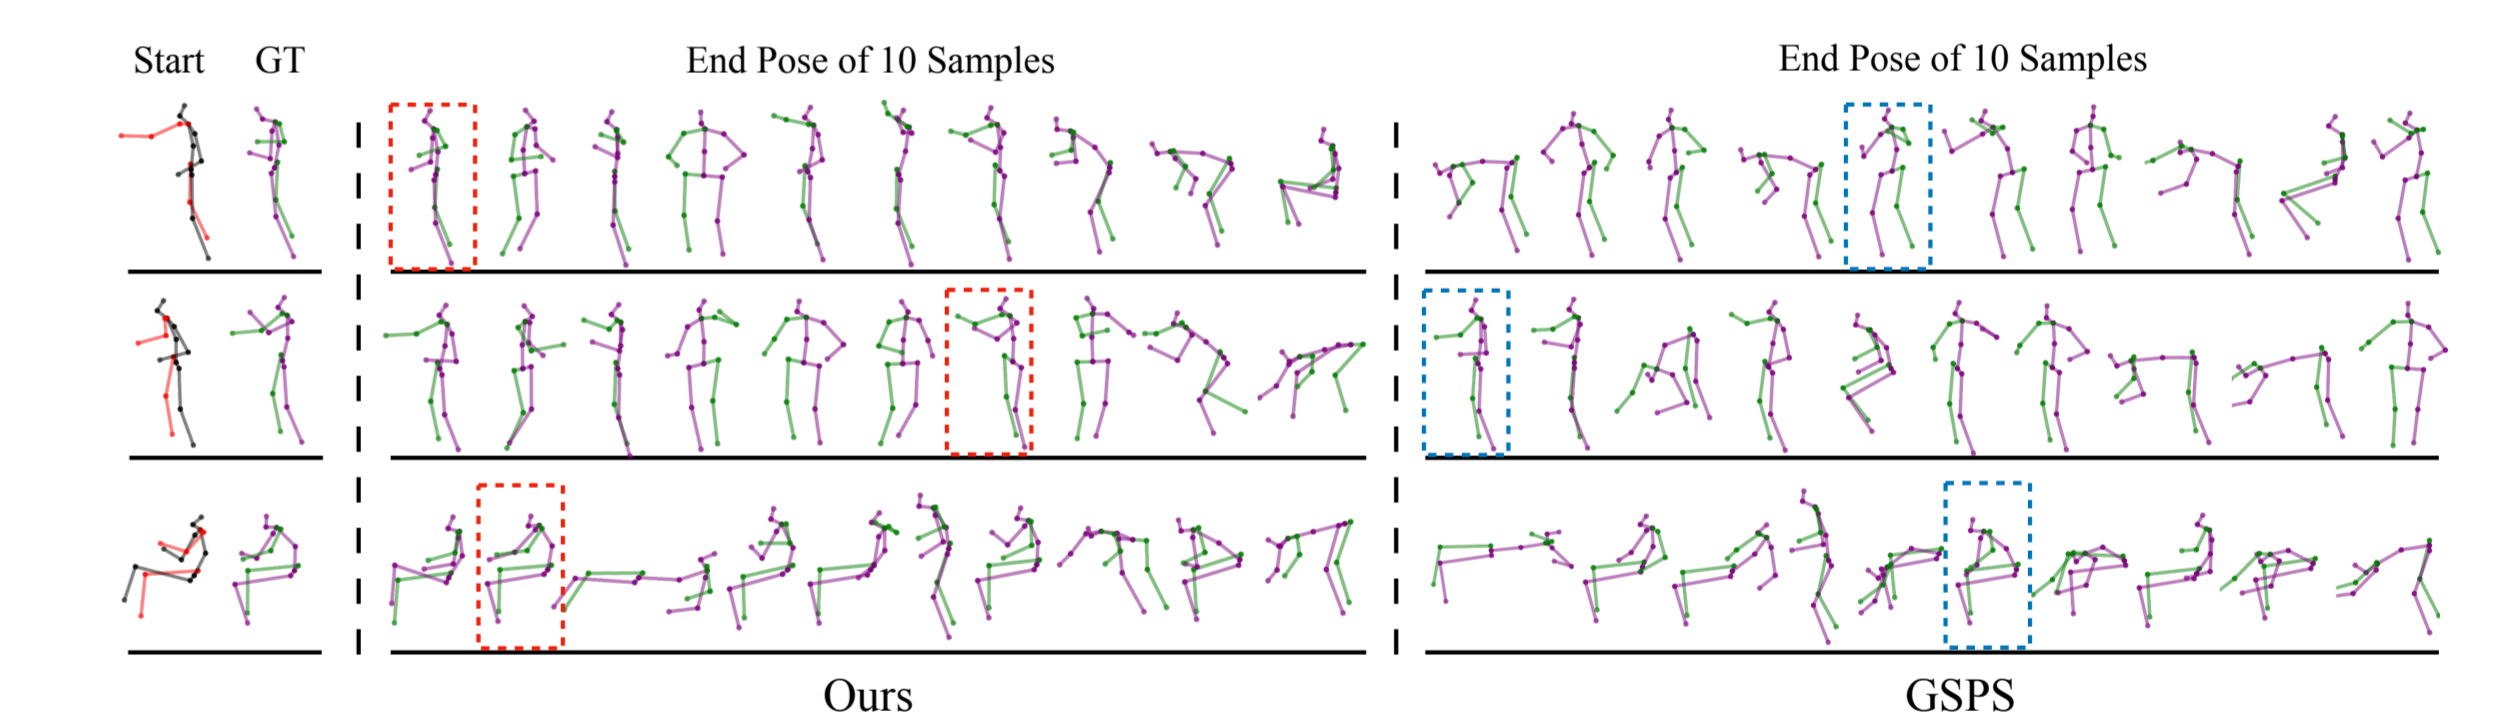 Start GT End Pose of 10 Samples End Pose of 10 Samples
Ours GSPS